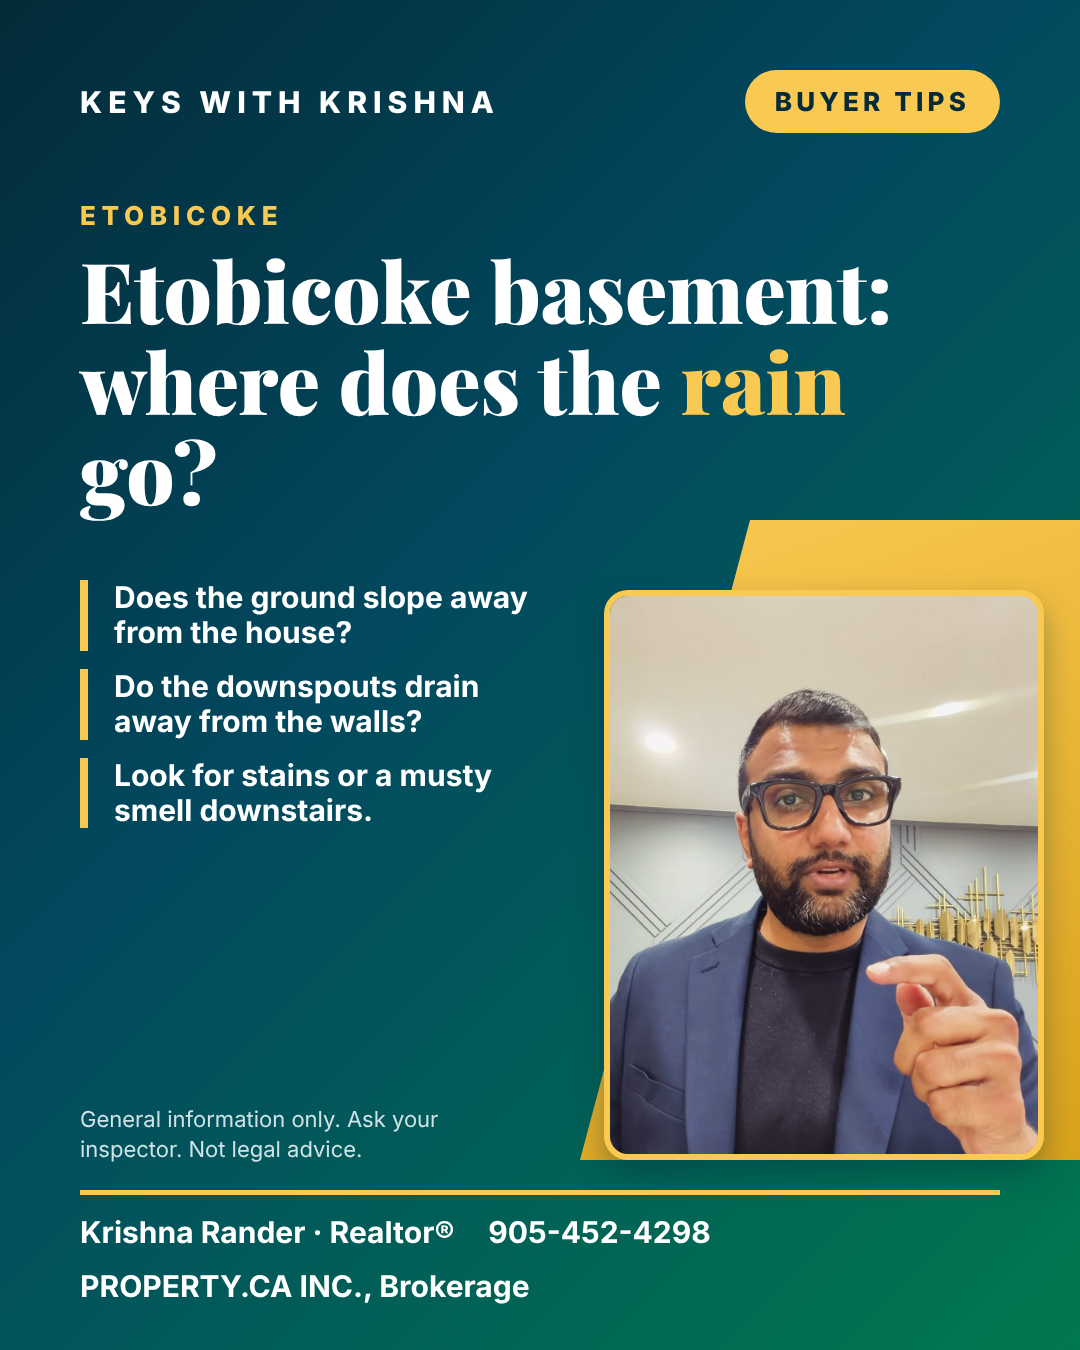 KEYS WITH KRISHNA
BUYER TIPS
ETOBICOKE
Etobicoke basement:
where does the rain
go?
Does the ground slope away
from the house?
Do the downspouts drain
away from the walls?
Look for stains or a musty
smell downstairs.
General information only. Ask your
inspector. Not legal advice.
Krishna Rander · Realtor® 905-452-4298
PROPERTY.CA INC., Brokerage